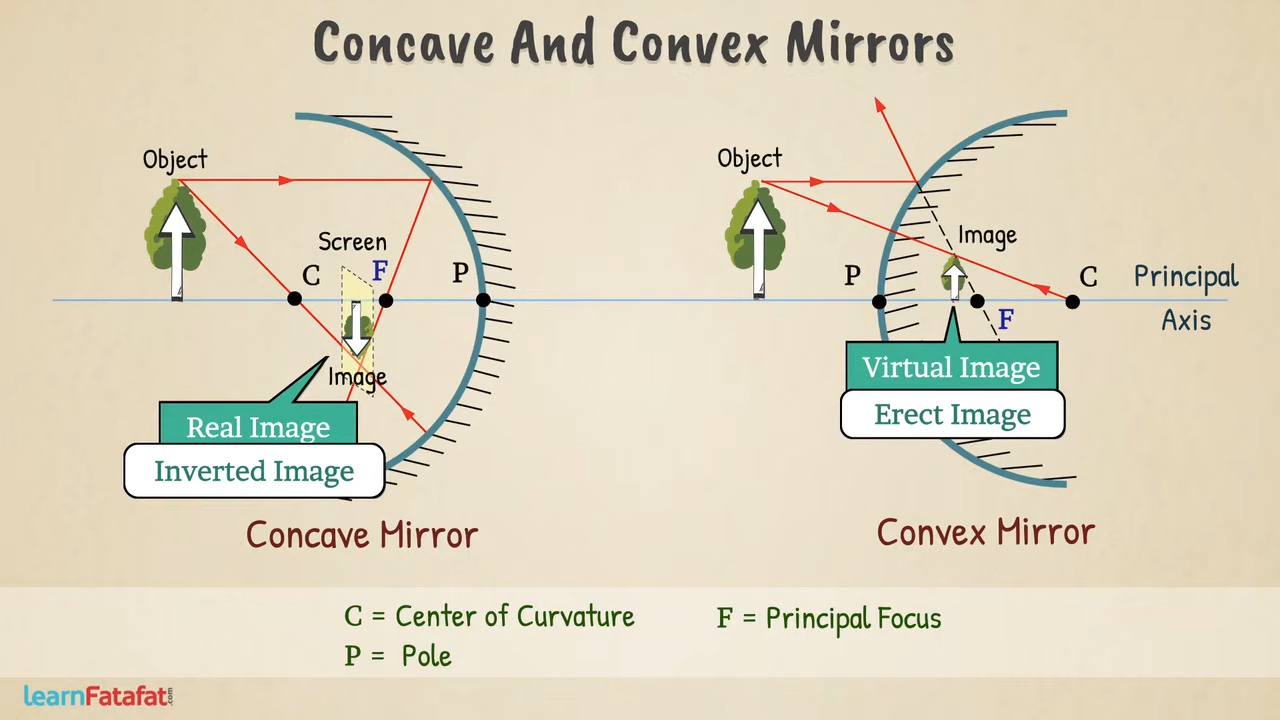 Concave And Convex Mirrors
Object
Screen
C
F
P
Image
Real Image
Inverted Image
Concave Mirror
Object
Image
P
C
F
Principal
Axis
Virtual Image
Erect Image
Convex Mirror
C = Center of Curvature
F = Principal Focus
P = Pole
learnFatafat.com